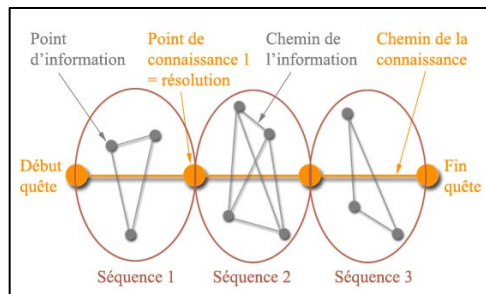 Point
d'information
Point de
connaissance 1
= résolution
Chemin de
l'information
Chemin de la
connaissance
Début
quête
Fin
quête
Séquence 1
Séquence 2
Séquence 3